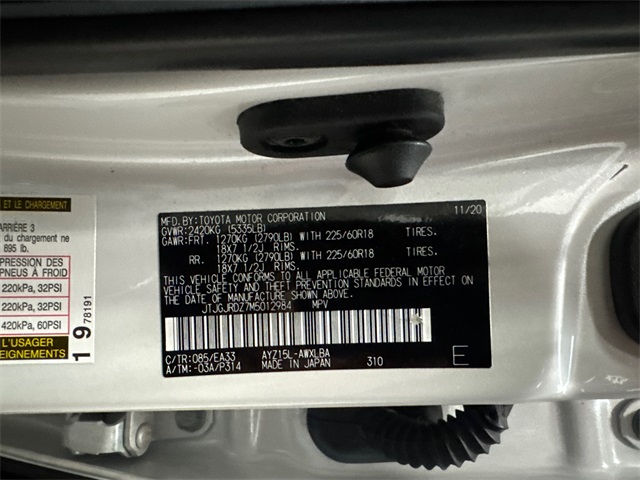 ET LE CHARGEMENT
ARRIÈRE 3
du chargement ne
895 lb.
PRESSION DES
PNEUS À FROID
220kPa, 32PSI
220kPa, 32PSI
420kPa, 60PSI
L'USAGER
1 9 78191
MFD.BY:TOYOTA MOTOR CORPORATION 11/20
GVWR:2420KG (5335LB)
GAWR:FRT. 1270KG (2790LB) WITH 225/60R18 TIRES.
18X7 1/2J RIMS.
RR. 1270KG (2790LB) WITH 225/60R18 TIRES.
18X7 1/2J RIMS.
THIS VEHICLE CONFORMS TO ALL APPLICABLE FEDERAL MOTOR
VEHICLE SAFETY AND THEFT PREVENTION STANDARDS IN EFFECT
ON THE DATE OF MANUFACTURE SHOWN ABOVE.
JTJGJRDZ7M5012984 MPV
C/TR:085/EA33 AYZ15L-AWXLBA
A/TM:-03A/P314 MADE IN JAPAN 310 E